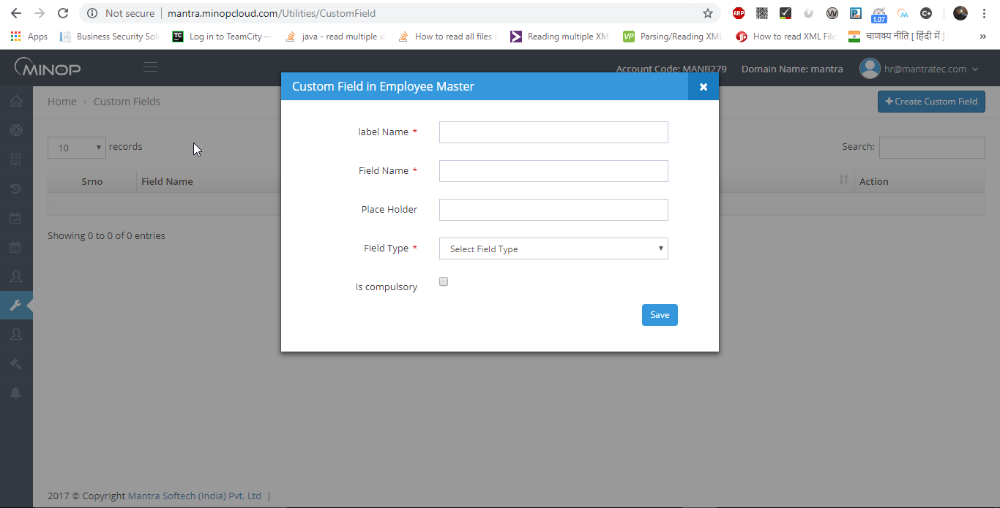 Not secure mantra.minopcloud.com/Utilities/CustomField
ABP
1.07
Apps Business Security Sol Log in to TeamCity — java - read multiple x How to read all files i Reading multiple XM Parsing/Reading XML How to read XML File चाणक्य नीति [ हिंदी में ] »
MINOP Account Code: MANB279 Domain Name: mantra hr@mantratec.com
Home Custom Fields
Create Custom Field
Custom Field in Employee Master
10 records
Search:
Srno Field Name Action
Showing 0 to 0 of 0 entries
label Name *
Field Name *
Place Holder
Field Type * Select Field Type
Is compulsory
Save
2017 © Copyright Mantra Softech (India) Pvt. Ltd |